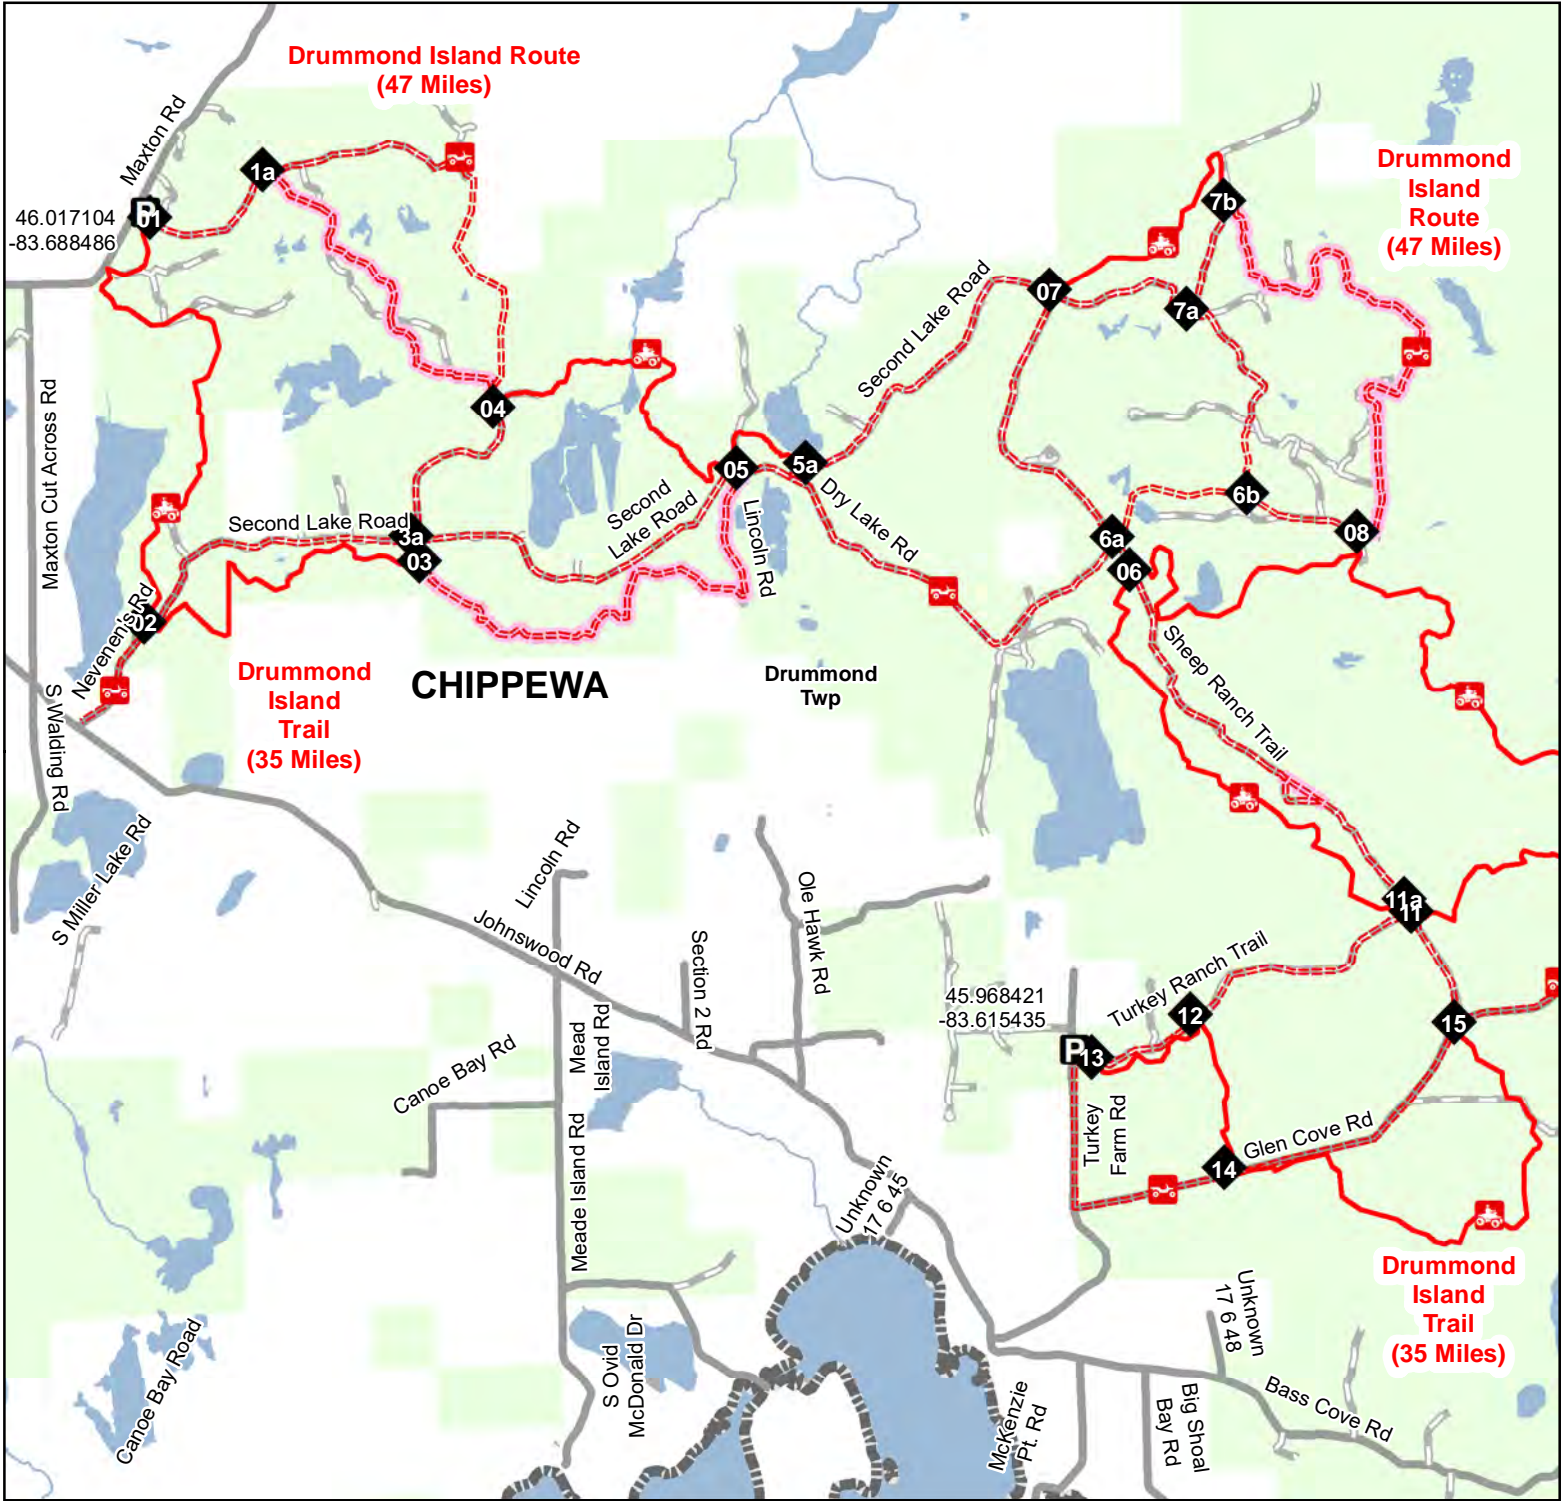 Drummond Island Route
(47 Miles)
Maxton Rd
1a
P
01
46.017104
-83.688486
Drummond
Island
Route
(47 Miles)
7b
07
7a
Second Lake Road
Maxton Cut Across Rd
04
05
5a
Second
Lake Road
Lincoln Rd
Dry Lake Rd
6b
08
6a
06
Second Lake Road
3a
03
Nevenen's Rd
02
Drummond
Island
Trail
(35 Miles)
CHIPPEWA
Drummond
Twp
Sheep Ranch Trail
S Walding Rd
S Miller Lake Rd
Lincoln Rd
Johnswood Rd
Section 2 Rd
Ole Hawk Rd
11a
11
Turkey Ranch Trail
45.968421
-83.615435
12
P
13
15
Mead
Island Rd
Canoe Bay Rd
Meade Island Rd
Turkey
Farm Rd
14
Glen Cove Rd
Unknown
17 6 45
Drummond
Island
Trail
(35 Miles)
Unknown
17 6 48
Canoe Bay Road
S Ovid
McDonald Dr
McKenzie
Pt. Rd
Big Shoal
Bay Rd
Bass Cove Rd